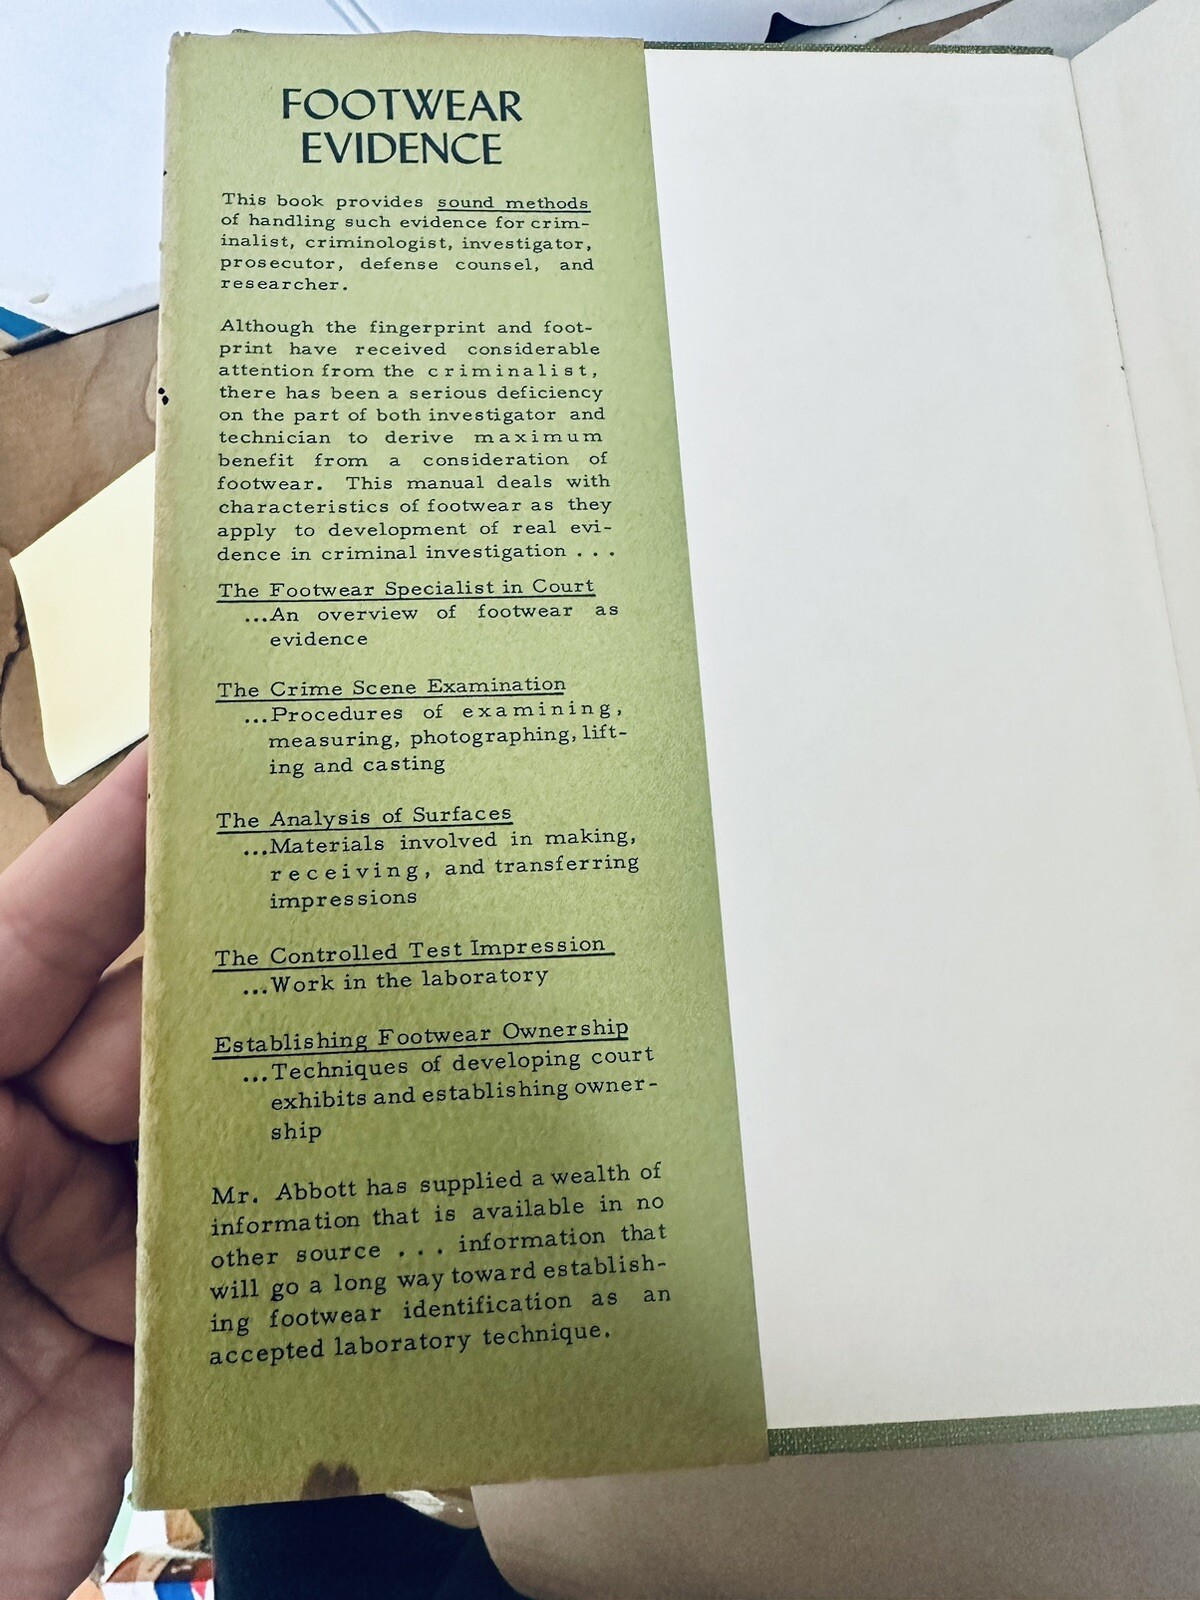 FOOTWEAR
EVIDENCE
This book provides sound methods
of handling such evidence for crim-
inalist, criminologist, investigator,
prosecutor, defense counsel, and
researcher.
Although the fingerprint and foot-
print have received considerable
attention from the criminalist,
there has been a serious deficiency
on the part of both investigator and
technician to derive maximum
benefit from a consideration of
footwear. This manual deals with
characteristics of footwear as they
apply to development of real evi-
dence in criminal investigation . . .
The Footwear Specialist in Court
...An overview of footwear as
evidence
The Crime Scene Examination
...Procedures of examining,
measuring, photographing, lift-
ing and casting
The Analysis of Surfaces
...Materials involved in making,
receiving, and transferring
impressions
The Controlled Test Impression
...Work in the laboratory
Establishing Footwear Ownership
...Techniques of developing court
exhibits and establishing owner-
ship
Mr. Abbott has supplied a wealth of
information that is available in no
other source . . . information that
will go a long way toward establish-
ing footwear identification as an
accepted laboratory technique.